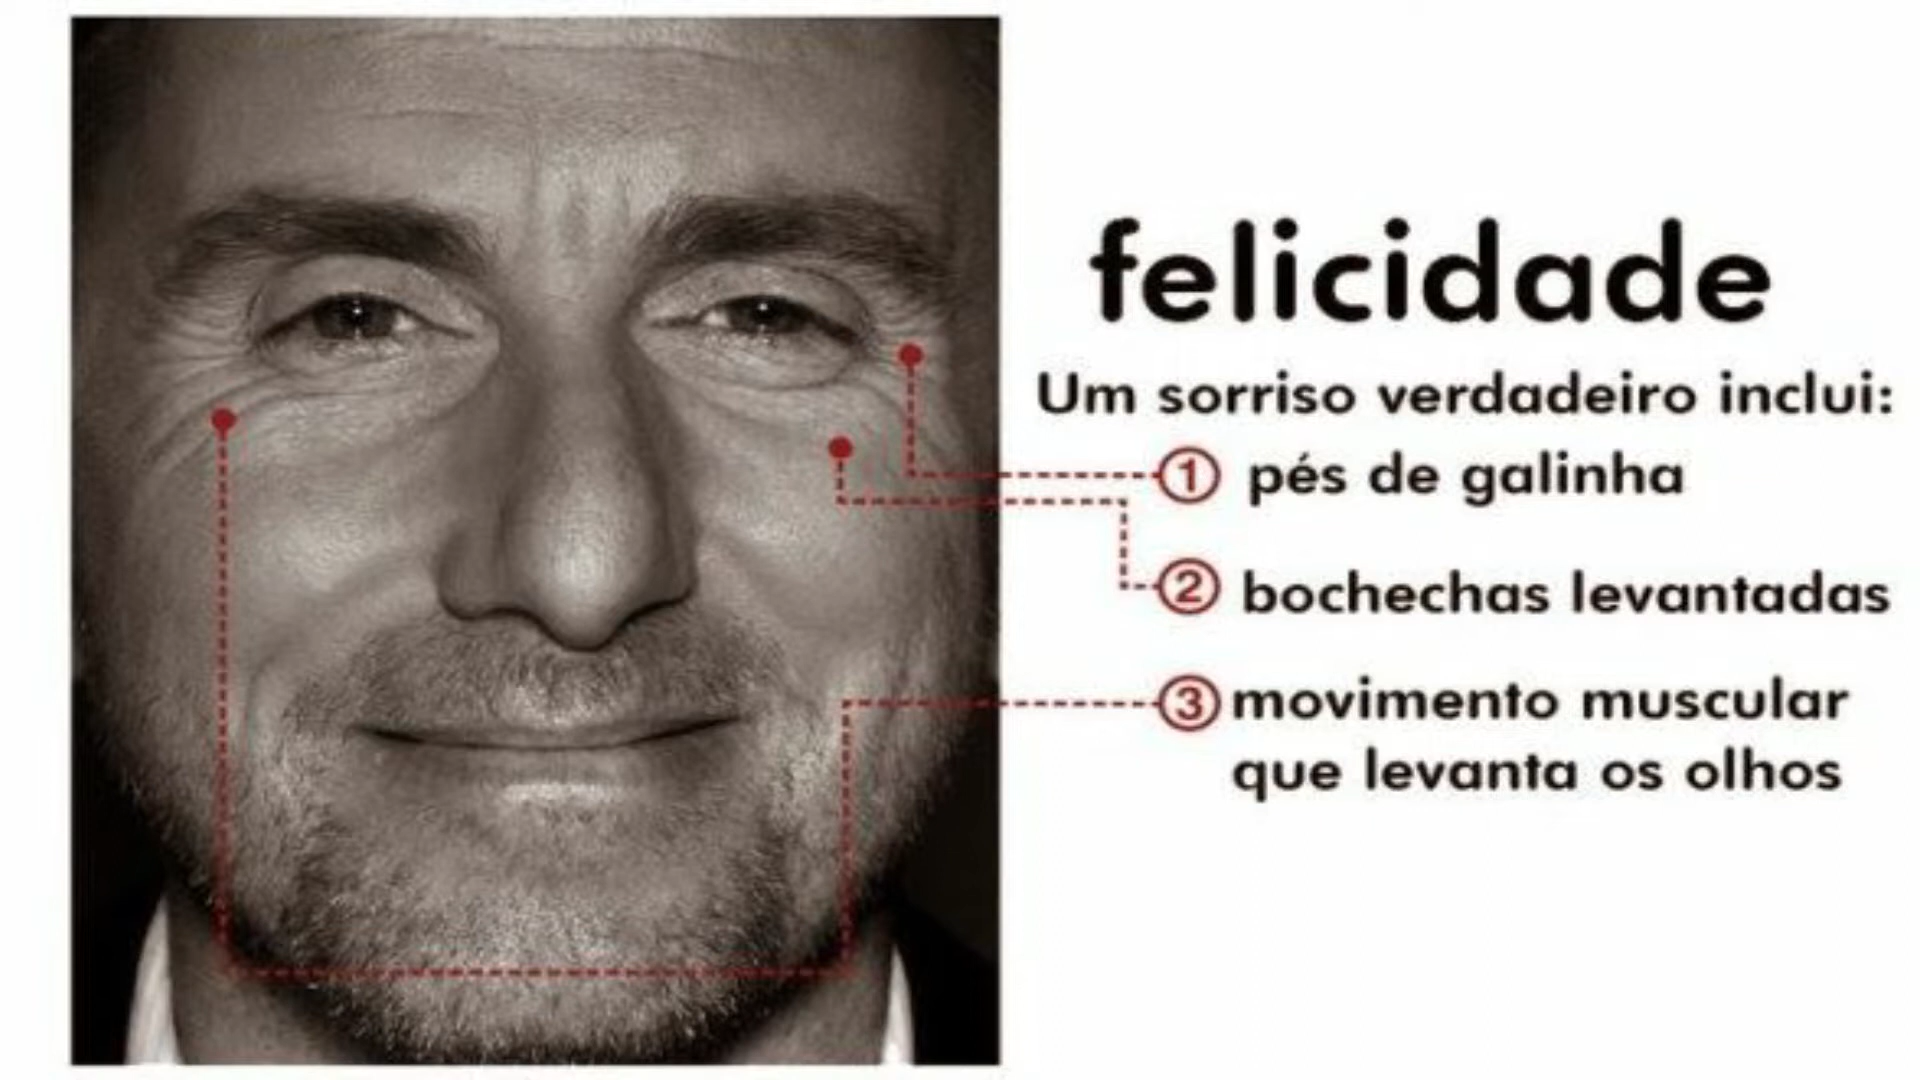 felicidade
Um sorriso verdadeiro inclui:
1 pés de galinha
2 bochechas levantadas
3 movimento muscular
que levanta os olhos